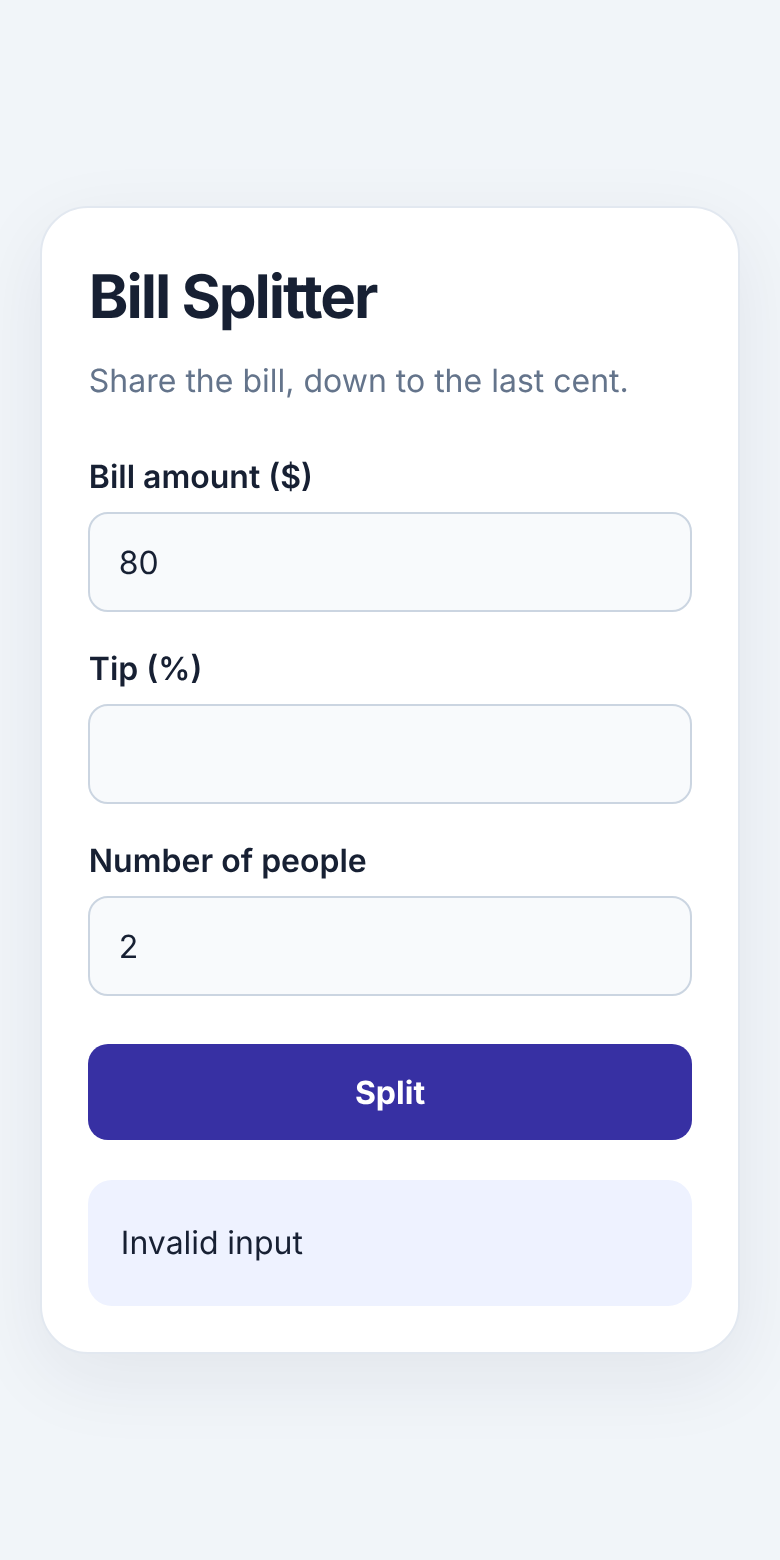 Bill Splitter
Share the bill, down to the last cent.
Bill amount ($)
80
Tip (%)
Number of people
2
Split
Invalid input